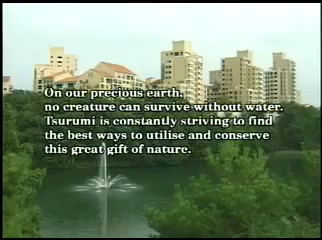 On our precious earth,
no creature can survive without water.
Tsurumi is constantly striving to find
the best ways to utilise and conserve
this great gift of nature.